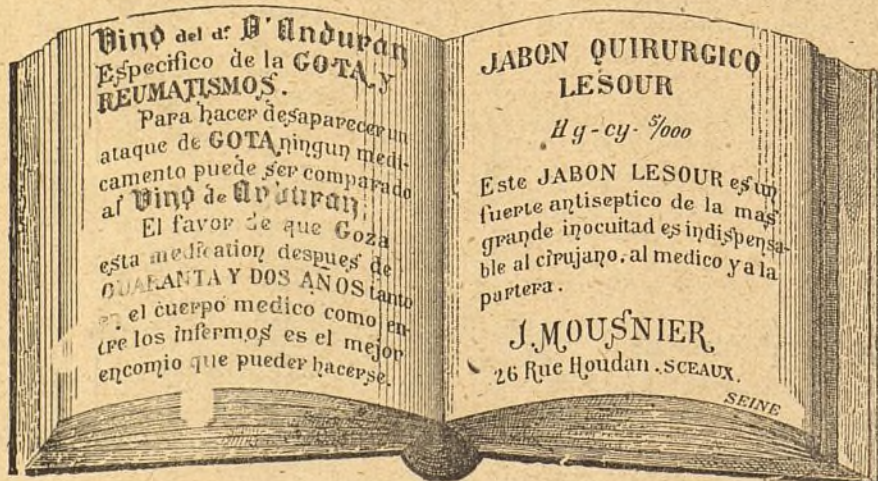 Vino del dr. D'Anduran
Especifico de la GOTA y
REUMATISMOS.
Para hacer desaparecer un
ataque de GOTA ningun medi-
camento puede ser comparado
al Vino de Anduran.
El favor de que Goza
esta medication despues de
QUARANTA Y DOS AÑOS tanto
en el cuerpo medico como en-
tre los infermos es el mejor
encomio que pueder hacerse.
JABON QUIRURGICO
LESOUR
Hg-cy- 5/000
Este JABON LESOUR es un
fuerte antiseptico de la mas
grande inocuitad es indispensa-
ble al cirujano, al medico y a la
partera.
J. MOUSNIER
26 Rue Houdan. SCEAUX.
SEINE